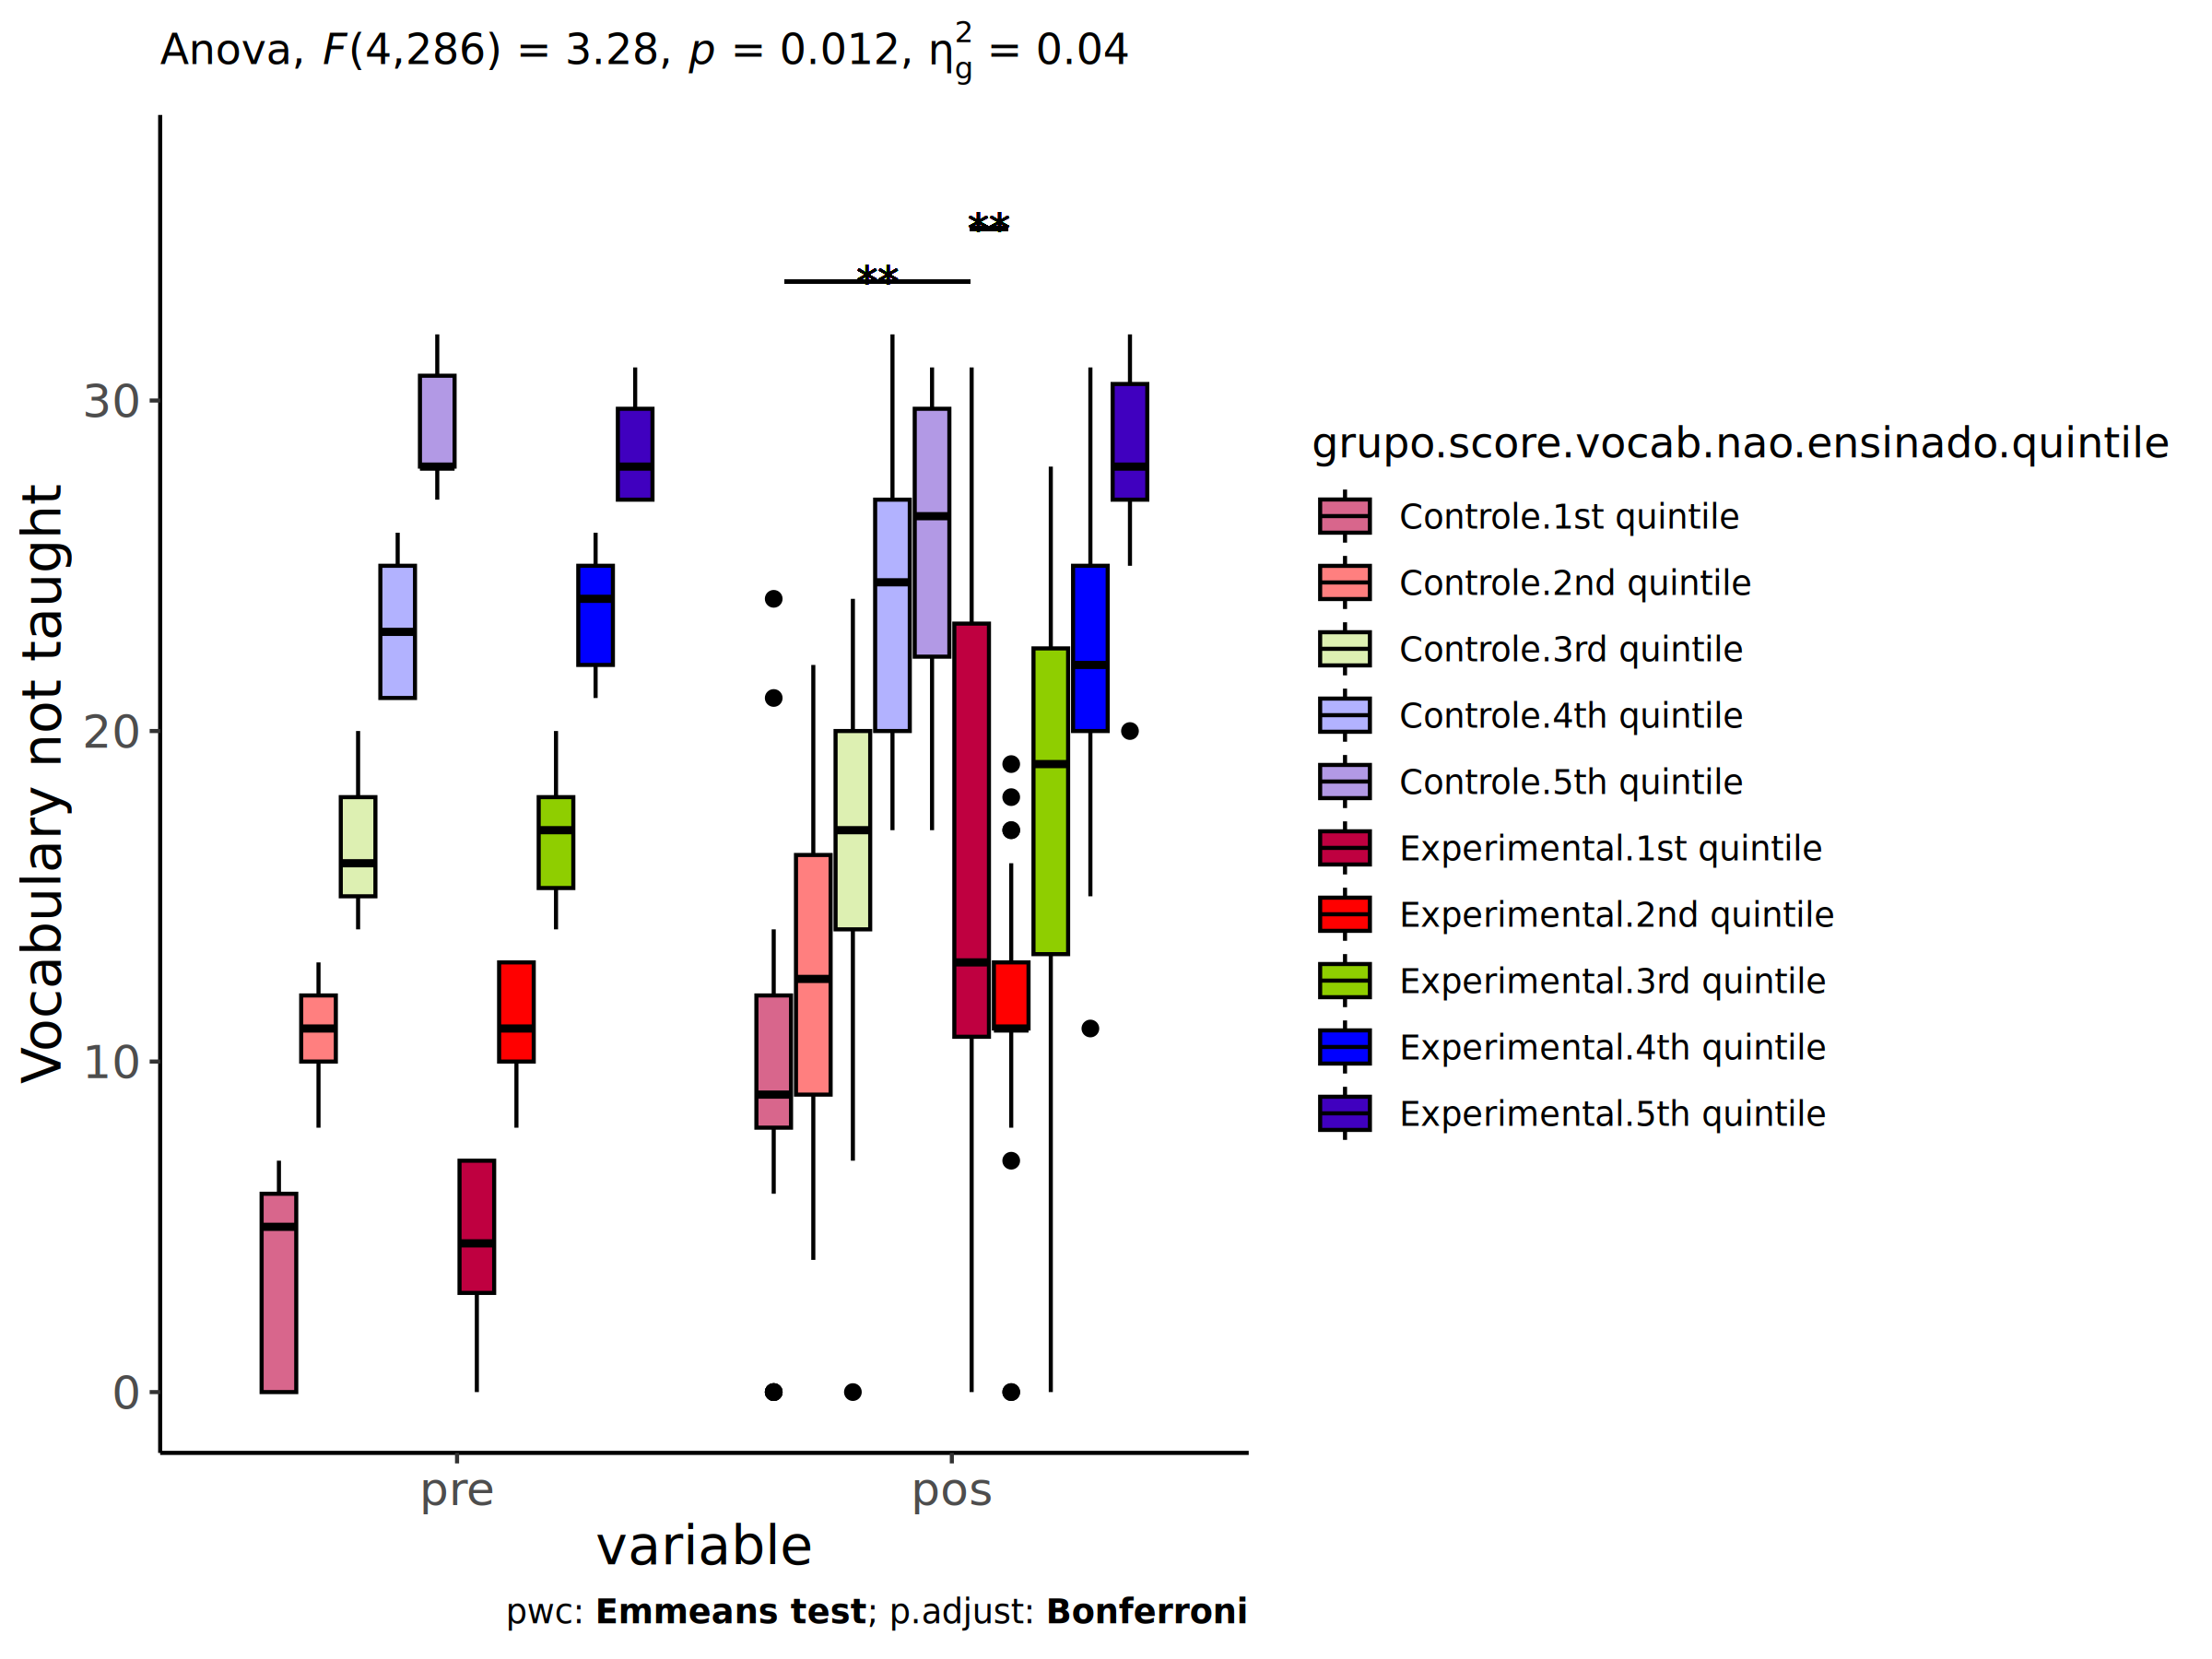 Anova, F(4,286) = 3.28, p = 0.012, η²g = 0.04
**
**
30
20
10
0
Vocabulary not taught
pre
pos
variable
pwc: Emmeans test; p.adjust: Bonferroni
grupo.score.vocab.nao.ensinado.quintile
Controle.1st quintile
Controle.2nd quintile
Controle.3rd quintile
Controle.4th quintile
Controle.5th quintile
Experimental.1st quintile
Experimental.2nd quintile
Experimental.3rd quintile
Experimental.4th quintile
Experimental.5th quintile